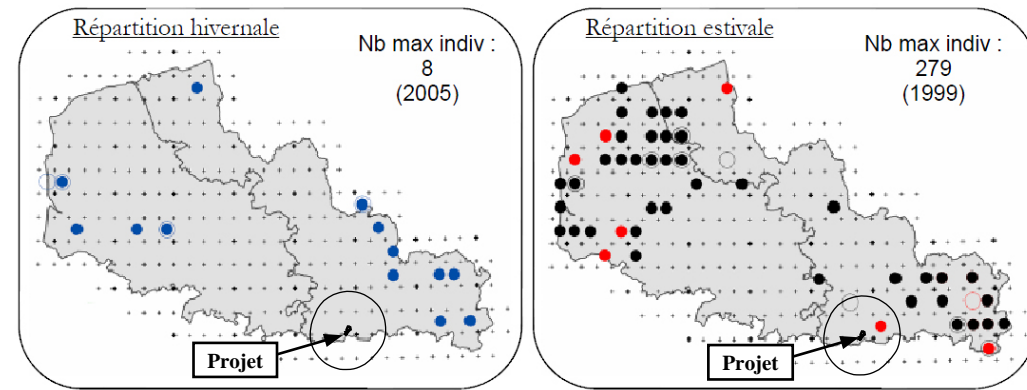 Répartition hivernale
Nb max indiv :
8
(2005)
Projet
Répartition estivale
Nb max indiv :
279
(1999)
Projet